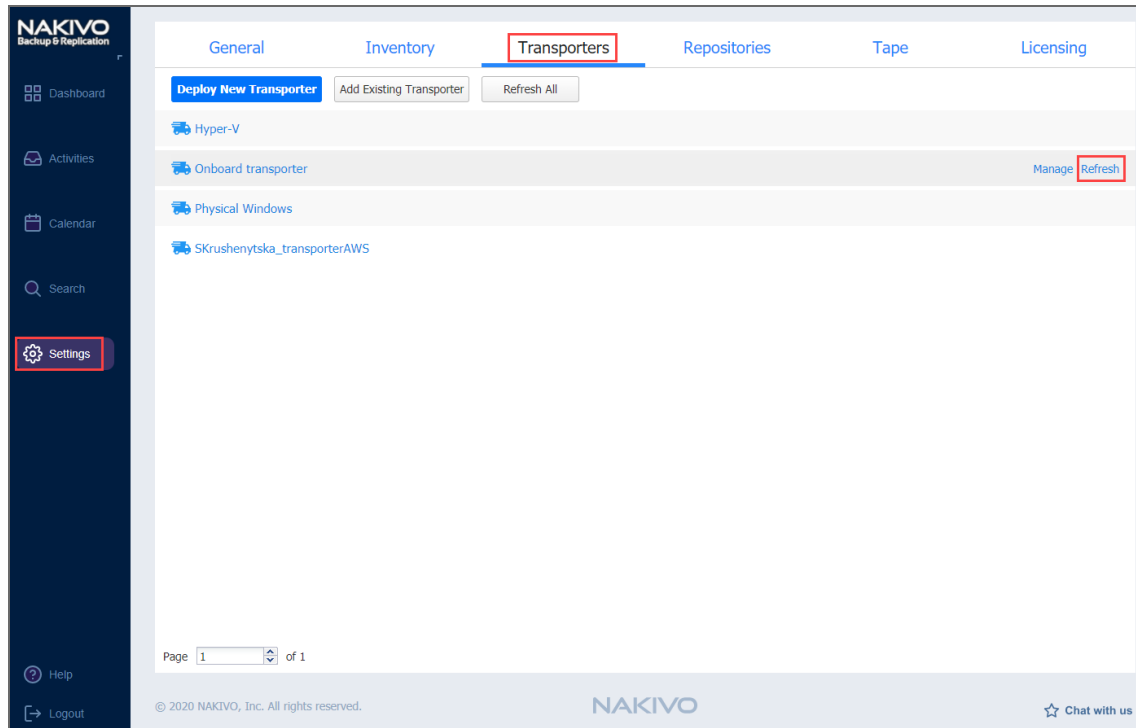 NAKIVO
Backup & Replication
Dashboard
Activities
Calendar
Search
Settings
Help
Logout
General Inventory Transporters Repositories Tape Licensing
Deploy New Transporter Add Existing Transporter Refresh All
Hyper-V
Onboard transporter Manage Refresh
Physical Windows
SKrushenytska_transporterAWS
Page 1 of 1
© 2020 NAKIVO, Inc. All rights reserved. NAKIVO Chat with us